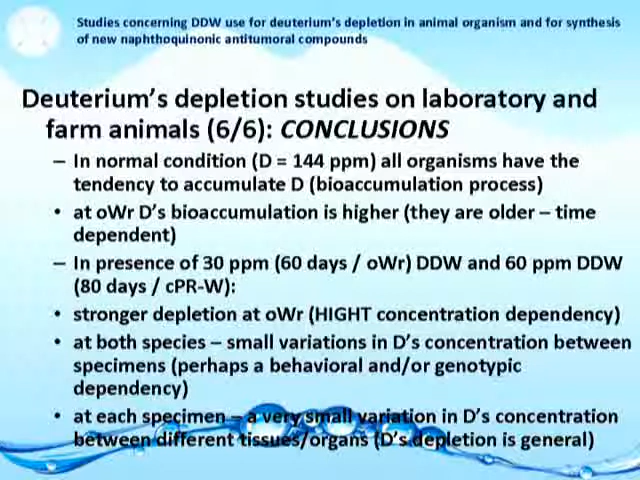 Studies concerning DDW use for deuterium's depletion in animal organism and for synthesis
of new naphthoquinonic antitumoral compounds
Deuterium's depletion studies on laboratory and
farm animals (6/6): CONCLUSIONS
– In normal condition (D = 144 ppm) all organisms have the
tendency to accumulate D (bioaccumulation process)
• at oWr D's bioaccumulation is higher (they are older – time
dependent)
– In presence of 30 ppm (60 days / oWr) DDW and 60 ppm DDW
(80 days / cPR-W):
• stronger depletion at oWr (HIGHT concentration dependency)
• at both species – small variations in D's concentration between
specimens (perhaps a behavioral and/or genotypic
dependency)
• at each specimen – a very small variation in D's concentration
between different tissues/organs (D's depletion is general)